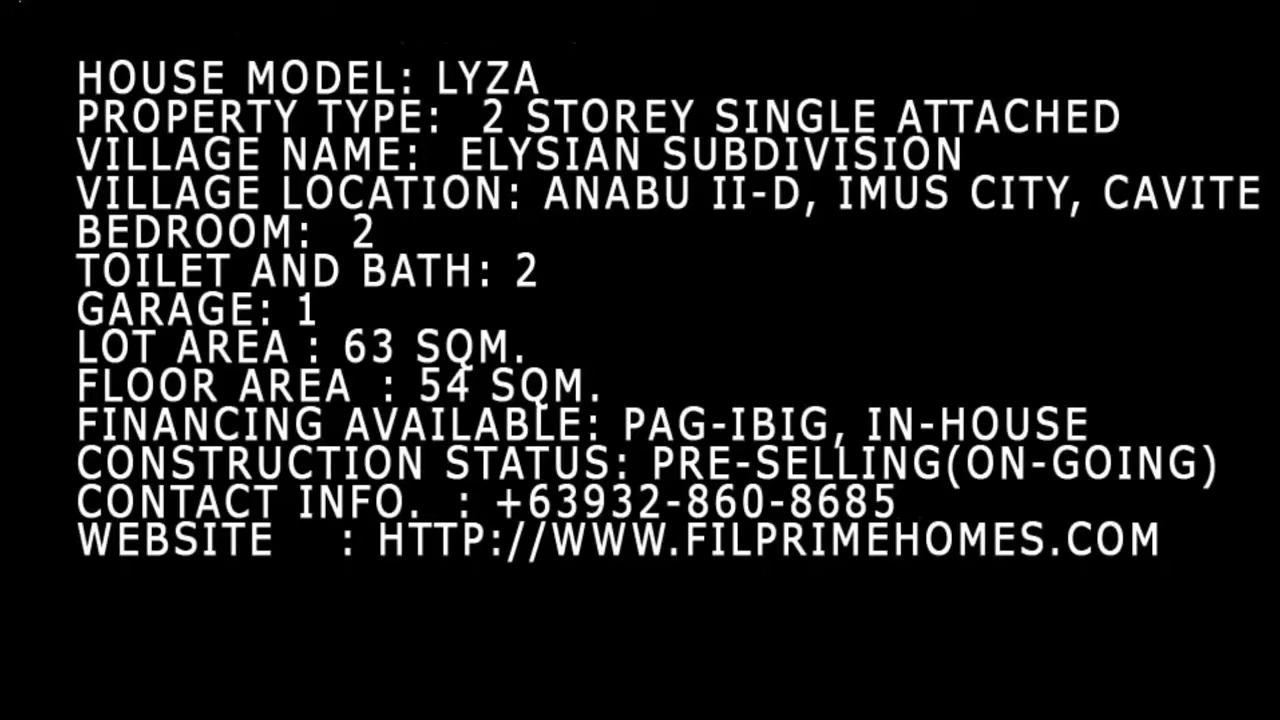 HOUSE MODEL: LYZA
PROPERTY TYPE: 2 STOREY SINGLE ATTACHED
VILLAGE NAME: ELYSIAN SUBDIVISION
VILLAGE LOCATION: ANABU II-D, IMUS CITY, CAVITE
BEDROOM: 2
TOILET AND BATH: 2
GARAGE: 1
LOT AREA : 63 SQM.
FLOOR AREA : 54 SQM.
FINANCING AVAILABLE: PAG-IBIG, IN-HOUSE
CONSTRUCTION STATUS: PRE-SELLING(ON-GOING)
CONTACT INFO. : +63932-860-8685
WEBSITE : HTTP://WWW.FILPRIMEHOMES.COM